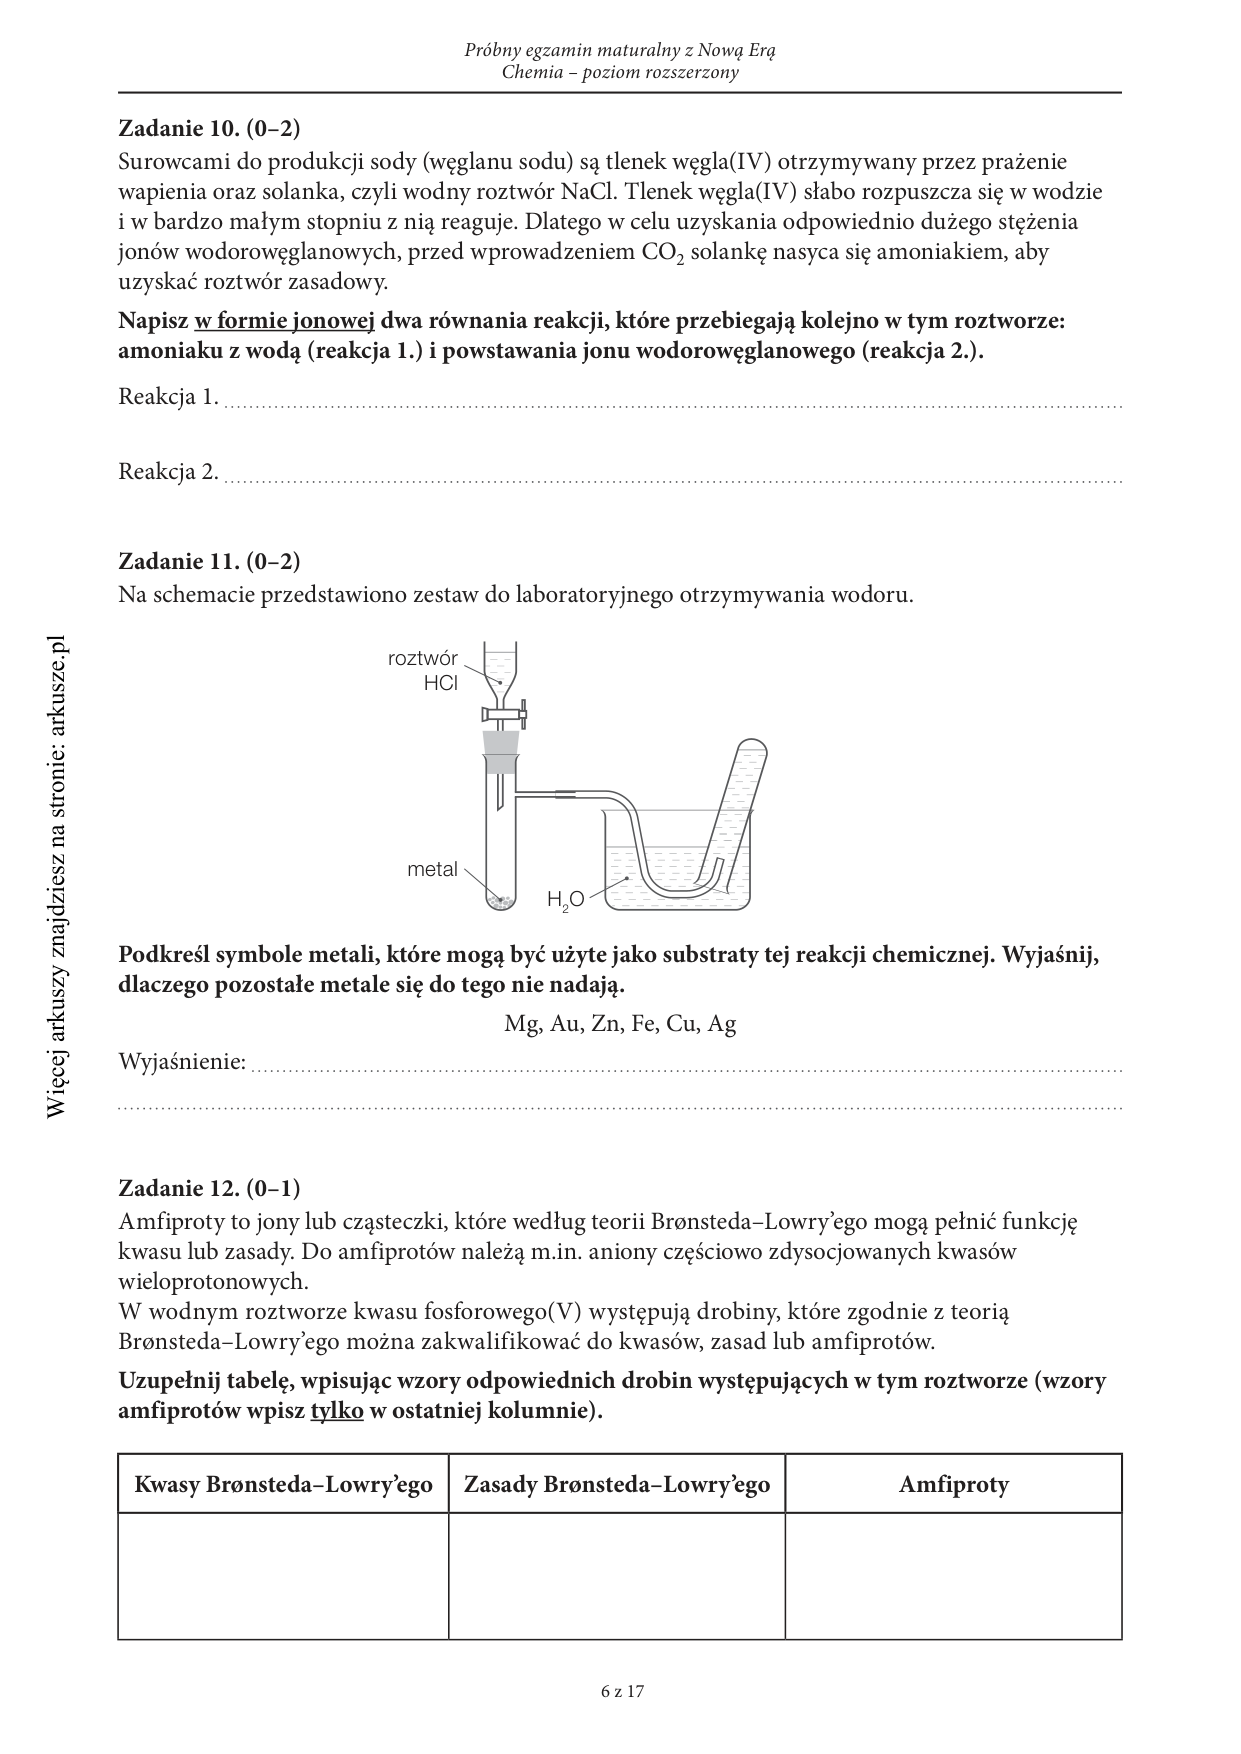 Próbny egzamin maturalny z Nową Erą
Chemia – poziom rozszerzony
Zadanie 10. (0–2)
Surowcami do produkcji sody (węglanu sodu) są tlenek węgla(IV) otrzymywany przez prażenie
wapienia oraz solanka, czyli wodny roztwór NaCl. Tlenek węgla(IV) słabo rozpuszcza się w wodzie
i w bardzo małym stopniu z nią reaguje. Dlatego w celu uzyskania odpowiednio dużego stężenia
jonów wodorowęglanowych, przed wprowadzeniem CO₂ solankę nasyca się amoniakiem, aby
uzyskać roztwór zasadowy.
Napisz w formie jonowej dwa równania reakcji, które przebiegają kolejno w tym roztworze:
amoniaku z wodą (reakcja 1.) i powstawania jonu wodorowęglanowego (reakcja 2.).
Reakcja 1.
Reakcja 2.
Zadanie 11. (0–2)
Na schemacie przedstawiono zestaw do laboratoryjnego otrzymywania wodoru.
roztwór
HCl
metal
H₂O
Podkreśl symbole metali, które mogą być użyte jako substraty tej reakcji chemicznej. Wyjaśnij,
dlaczego pozostałe metale się do tego nie nadają.
Mg, Au, Zn, Fe, Cu, Ag
Wyjaśnienie:
Zadanie 12. (0–1)
Amfiproty to jony lub cząsteczki, które według teorii Brønsteda–Lowry’ego mogą pełnić funkcję
kwasu lub zasady. Do amfiprotów należą m.in. aniony częściowo zdysocjowanych kwasów
wieloprotonowych.
W wodnym roztworze kwasu fosforowego(V) występują drobiny, które zgodnie z teorią
Brønsteda–Lowry’ego można zakwalifikować do kwasów, zasad lub amfiprotów.
Uzupełnij tabelę, wpisując wzory odpowiednich drobin występujących w tym roztworze (wzory
amfiprotów wpisz tylko w ostatniej kolumnie).
Kwasy Brønsteda–Lowry’ego
Zasady Brønsteda–Lowry’ego
Amfiproty
6 z 17
Więcej arkuszy znajdziesz na stronie: arkusze.pl